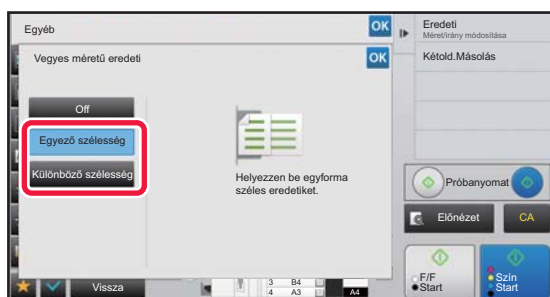 Egyéb
OK
Vegyes méretű eredeti
OK
Off
Egyező szélesség
Különböző szélesség
Helyezzen be egyforma
széles eredetiket.
Vissza
3 B4
4 A3
A4
Eredeti
Méret/irány módosítása
Kétold.Másolás
Próbanyomat
Előnézet
CA
F/F
Start
Szín
Start